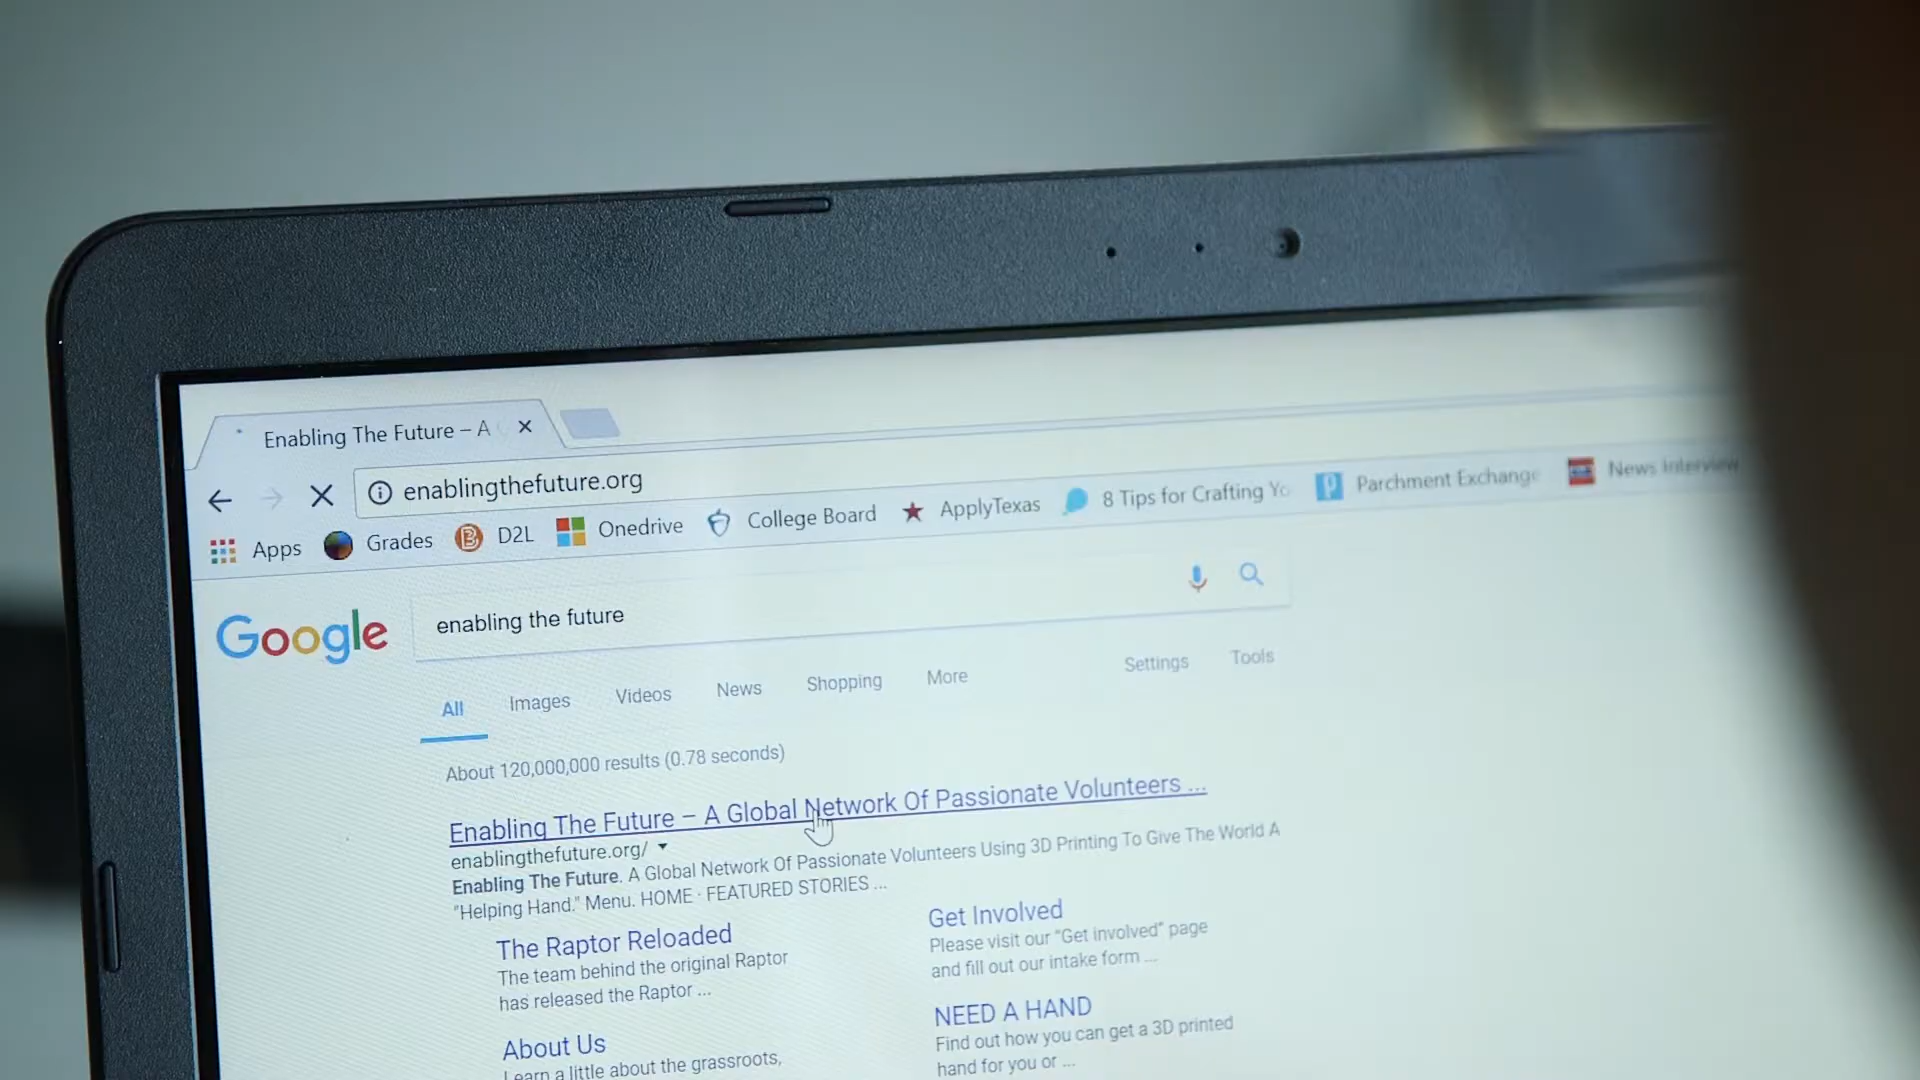 Enabling The Future – A
enablingthefuture.org
Apps Grades D2L Onedrive College Board ApplyTexas 8 Tips for Crafting Yo Parchment Exchange News Interview
Google enabling the future
All Images Videos News Shopping More Settings Tools
About 120,000,000 results (0.78 seconds)
Enabling The Future – A Global Network Of Passionate Volunteers ...
enablingthefuture.org/
Enabling The Future. A Global Network Of Passionate Volunteers Using 3D Printing To Give The World A
"Helping Hand." Menu. HOME · FEATURED STORIES ...
The Raptor Reloaded
The team behind the original Raptor
has released the Raptor ...
Get Involved
Please visit our "Get involved" page
and fill out our intake form ...
About Us
Learn a little about the grassroots,
NEED A HAND
Find out how you can get a 3D printed
hand for you or ...